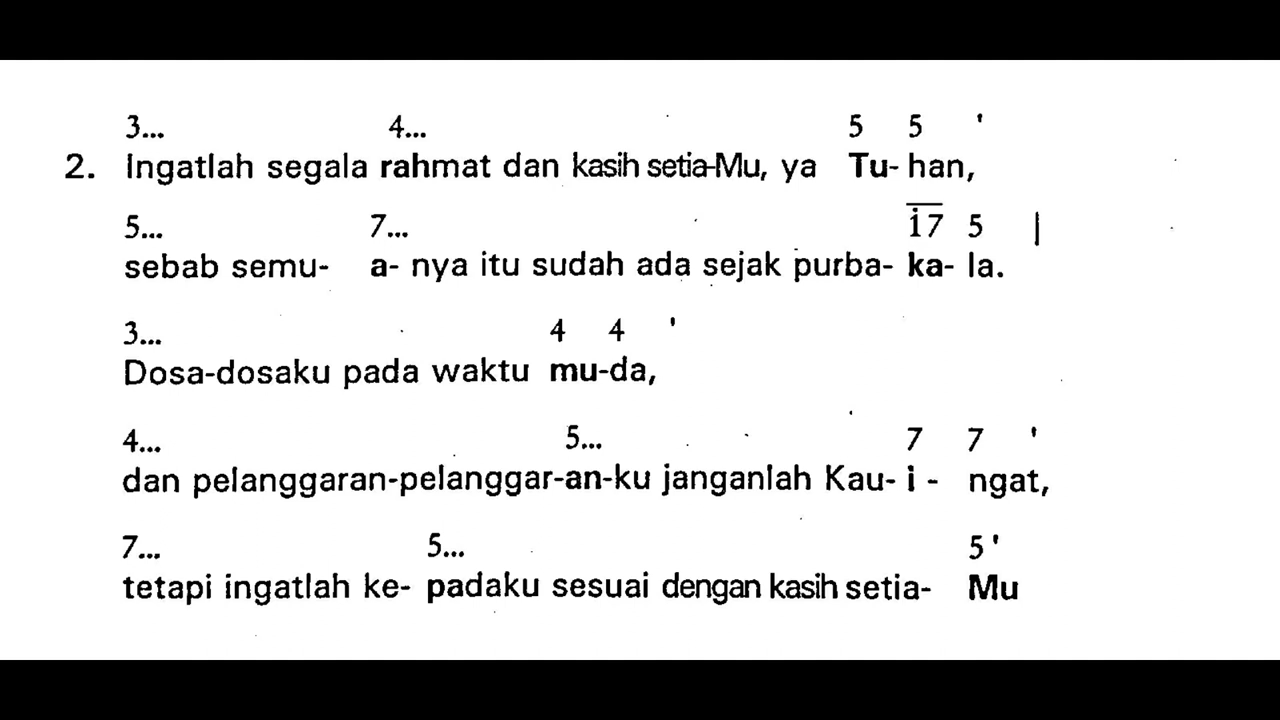 3... 4... 5 5 '
2. Ingatlah segala rahmat dan kasih setia-Mu, ya Tu- han,
5... 7... i7 5 |
sebab semu- a- nya itu sudah ada sejak purba- ka- la.
3... 4 4 '
Dosa-dosaku pada waktu mu-da,
4... 5... 7 7 '
dan pelanggaran-pelanggar-an-ku janganlah Kau- i - ngat,
7... 5... 5 '
tetapi ingatlah ke- padaku sesuai dengan kasih setia- Mu